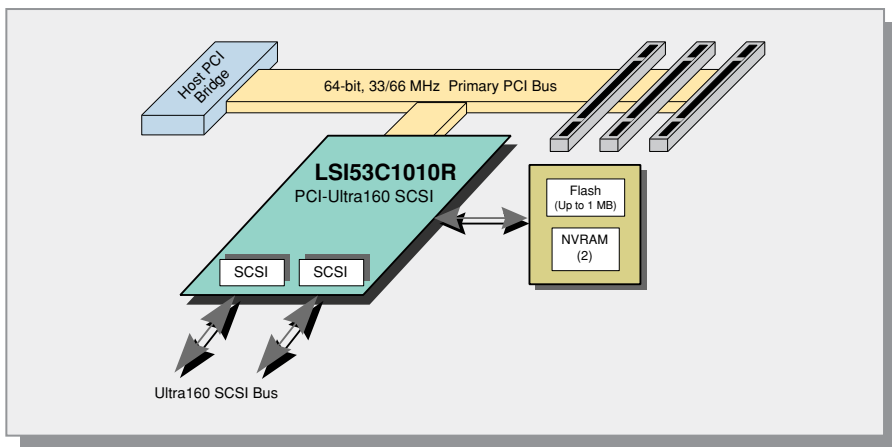 Host PCI
Bridge
64-bit, 33/66 MHz Primary PCI Bus
LSI53C1010R
PCI-Ultra160 SCSI
Flash
(Up to 1 MB)
NVRAM
(2)
SCSI
SCSI
Ultra160 SCSI Bus